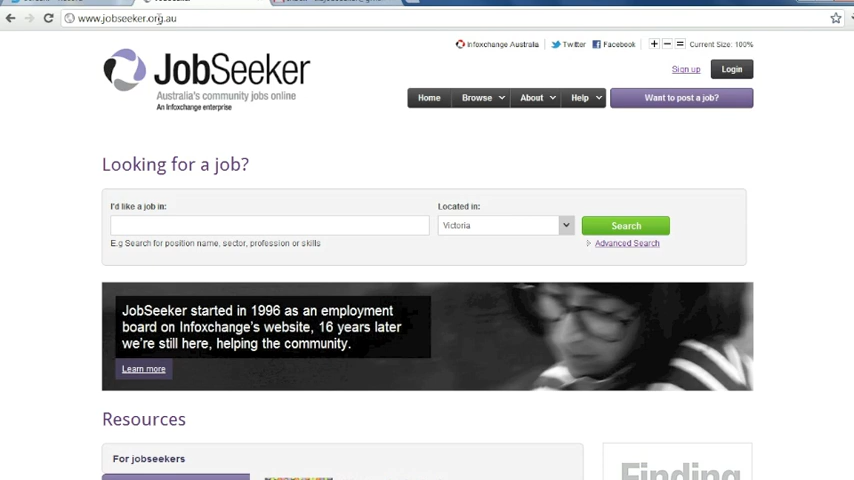 www.jobseeker.org.au
Infoxchange Australia
Twitter
Facebook
+ − = Current Size: 100%
JobSeeker
Australia's community jobs online
An Infoxchange enterprise
Sign up
Login
Home
Browse
About
Help
Want to post a job?
Looking for a job?
I'd like a job in:
Located in:
Victoria
Search
E.g Search for position name, sector, profession or skills
Advanced Search
JobSeeker started in 1996 as an employment
board on Infoxchange's website, 16 years later
we're still here, helping the community.
Learn more
Resources
For jobseekers
Finding